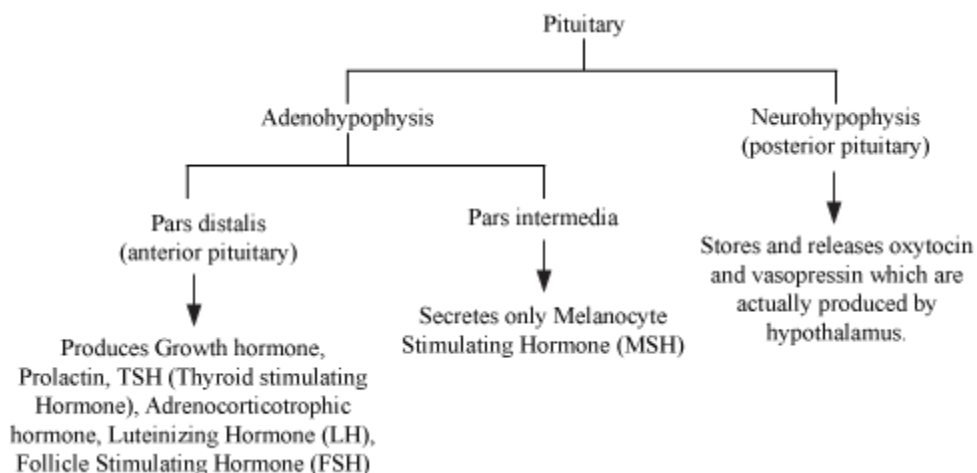 Pituitary
Adenohypophysis
Neurohypophysis
(posterior pituitary)
Pars distalis
(anterior pituitary)
Pars intermedia
Stores and releases oxytocin
and vasopressin which are
actually produced by
hypothalamus.
Secretes only Melanocyte
Stimulating Hormone (MSH)
Produces Growth hormone,
Prolactin, TSH (Thyroid stimulating
Hormone), Adrenocorticotrophic
hormone, Luteinizing Hormone (LH),
Follicle Stimulating Hormone (FSH)